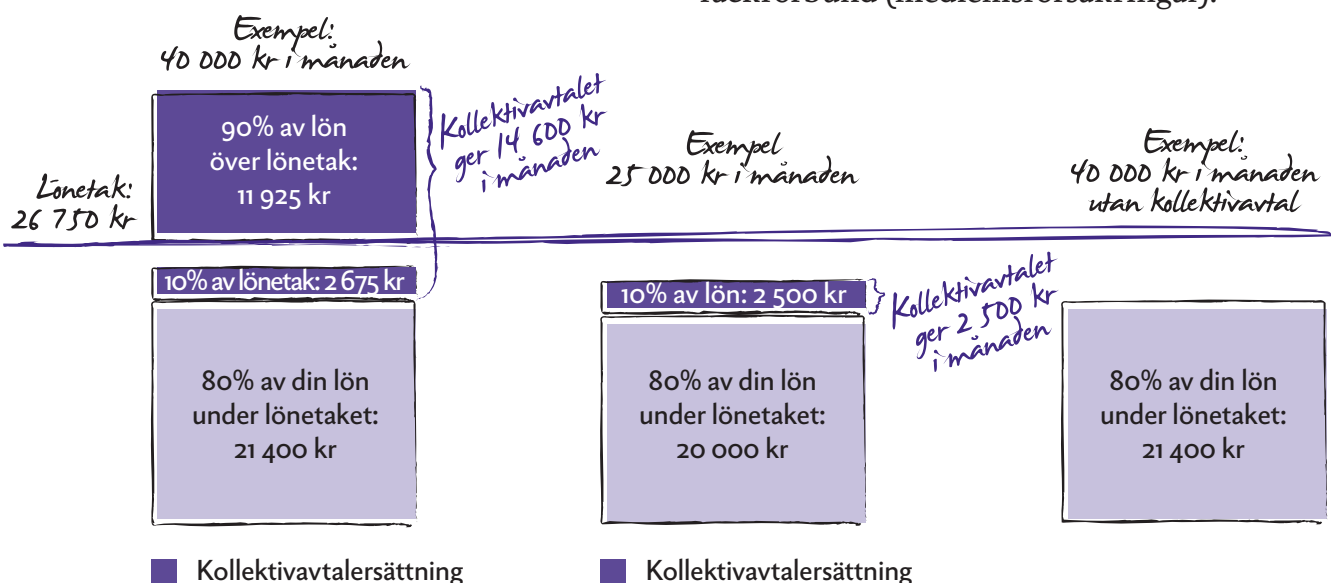 fackförbund (medlemsförsäkringar).
Exempel:
40 000 kr i månaden
90% av lön
över lönetak:
11 925 kr
Kollektivavtalet
ger 14 600 kr
i månaden
Lönetak:
26 750 kr
10% av lönetak: 2 675 kr
80% av din lön
under lönetaket:
21 400 kr
Kollektivavtalersättning
Exempel
25 000 kr i månaden
10% av lön: 2 500 kr
Kollektivavtalet
ger 2 500 kr
i månaden
80% av din lön
under lönetaket:
20 000 kr
Kollektivavtalersättning
Exempel:
40 000 kr i månaden
utan kollektivavtal
80% av din lön
under lönetaket:
21 400 kr